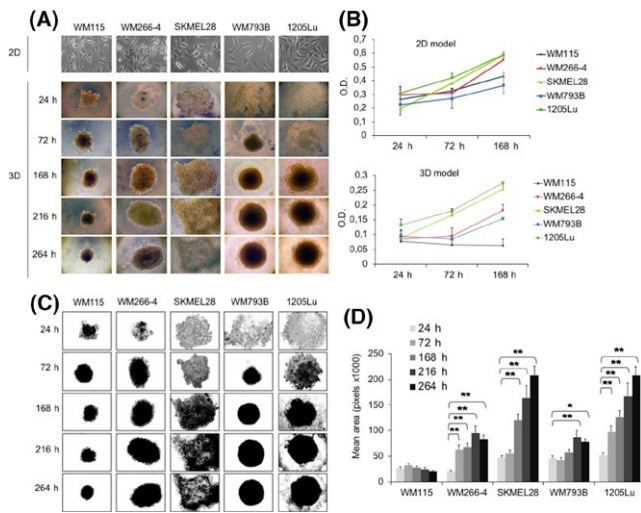 (A)
WM115 WM266-4 SKMEL28 WM793B 1205Lu
2D
3D
24 h
72 h
168 h
216 h
264 h
(B)
2D model
O.D.
0,7
0,6
0,5
0,4
0,3
0,2
0,1
0
24 h 72 h 168 h
WM115
WM266-4
SKMEL28
WM793B
1205Lu
3D model
O.D.
0,35
0,3
0,25
0,2
0,15
0,1
0,05
0
24 h 72 h 168 h
WM115
WM266-4
SKMEL28
WM793B
1205Lu
(C)
WM115 WM266-4 SKMEL28 WM793B 1205Lu
24 h
72 h
168 h
216 h
264 h
(D)
24 h
72 h
168 h
216 h
264 h
Mean area (pixels x1000)
250
200
150
100
50
0
** ** ** **
** ** **
* **
** ** ** **
WM115 WM266-4 SKMEL28 WM793B 1205Lu